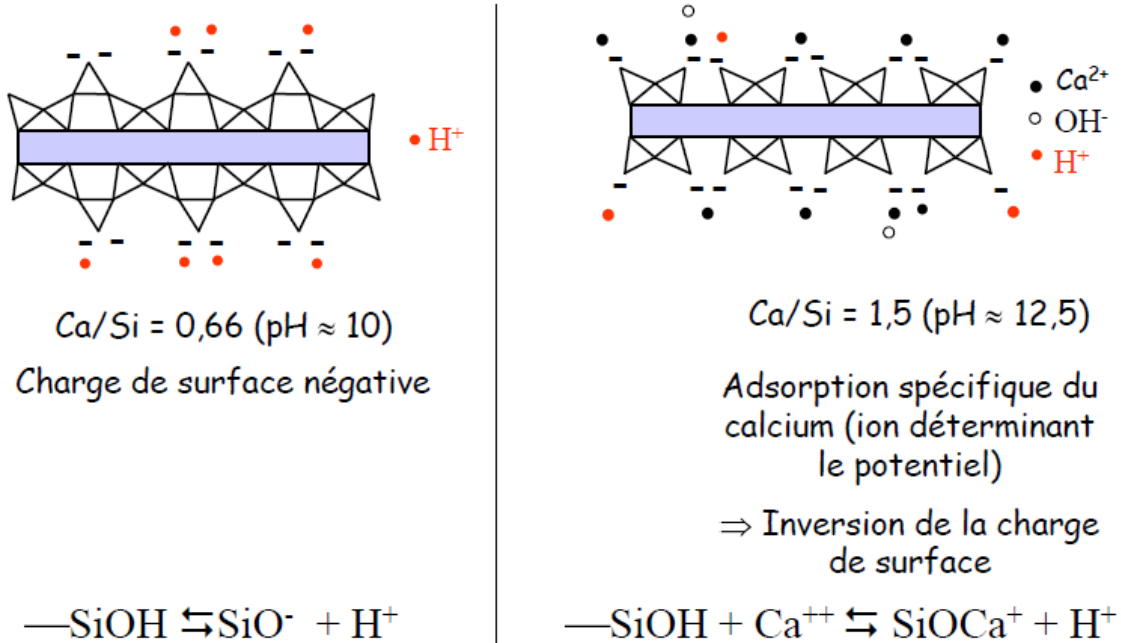 H⁺
Ca/Si = 0,66 (pH ≈ 10)
Charge de surface négative
—SiOH ⇆ SiO⁻ + H⁺
Ca²⁺
OH⁻
H⁺
Ca/Si = 1,5 (pH ≈ 12,5)
Adsorption spécifique du
calcium (ion déterminant
le potentiel)
⇒ Inversion de la charge
de surface
—SiOH + Ca⁺⁺ ⇆ SiOCa⁺ + H⁺